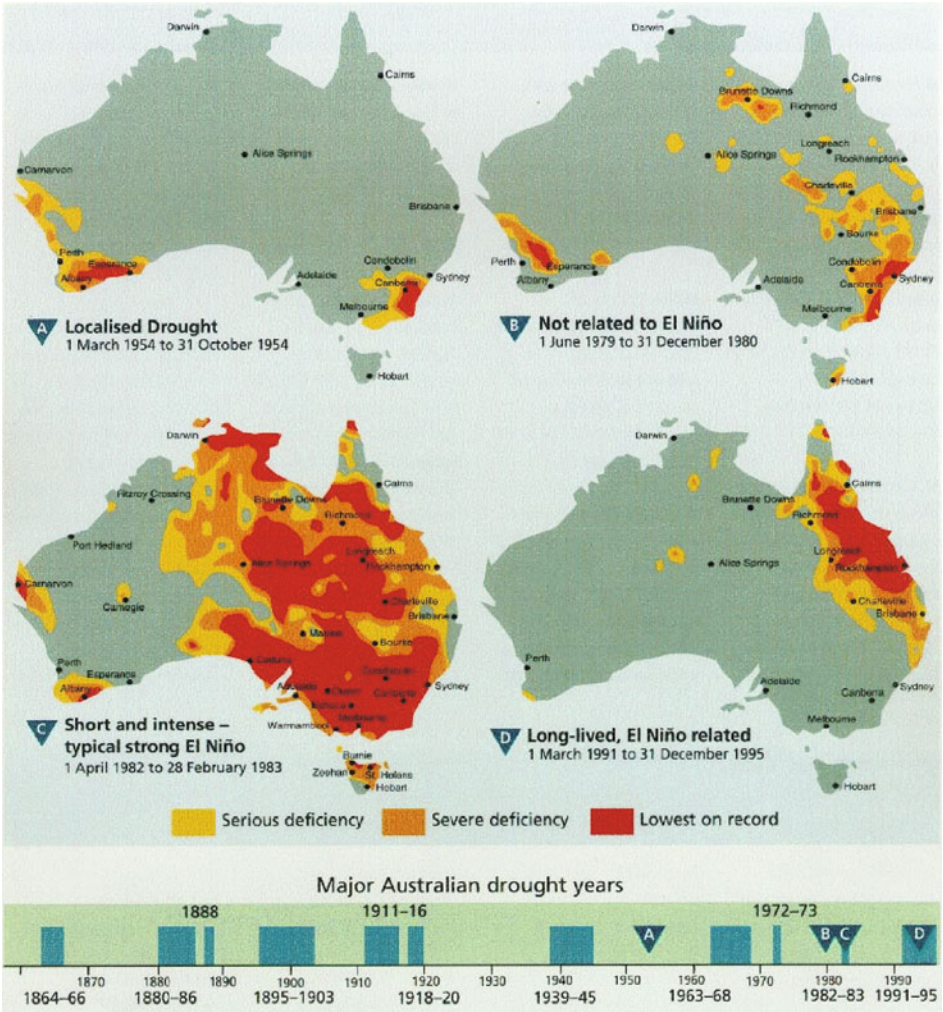 Darwin
Cairns
Alice Springs
Carnarvon
Brisbane
Perth
Esperance
Albany
Adelaide
Condobolin
Canberra
Sydney
Melbourne
A Localised Drought
1 March 1954 to 31 October 1954
Hobart
Darwin
Cairns
Brunette Downs
Richmond
Longreach
Rockhampton
Alice Springs
Charleville
Brisbane
Bourke
Perth
Esperance
Albany
Condobolin
Canberra
Sydney
Adelaide
Melbourne
B Not related to El Niño
1 June 1979 to 31 December 1980
Hobart
Darwin
Cairns
Fitzroy Crossing
Brunette Downs
Richmond
Port Hedland
Longreach
Alice Springs
Rockhampton
Carnarvon
Carnegie
Charleville
Brisbane
Marree
Bourke
Perth
Esperance
Albany
Ceduna
Condobolin
Adelaide
Canberra
Sydney
Melbourne
Warrnambool
C Short and intense –
typical strong El Niño
1 April 1982 to 28 February 1983
Burnie
Zeehan
St. Helens
Hobart
Darwin
Cairns
Brunette Downs
Richmond
Longreach
Alice Springs
Rockhampton
Charleville
Brisbane
Perth
Adelaide
Canberra
Sydney
Melbourne
D Long-lived, El Niño related
1 March 1991 to 31 December 1995
Hobart
Serious deficiency Severe deficiency Lowest on record
Major Australian drought years
1888 1911–16 1972–73
A B C D
1870 1880 1890 1900 1910 1920 1930 1940 1950 1960 1970 1980 1990
1864–66 1880–86 1895–1903 1918–20 1939–45 1963–68 1982–83 1991–95